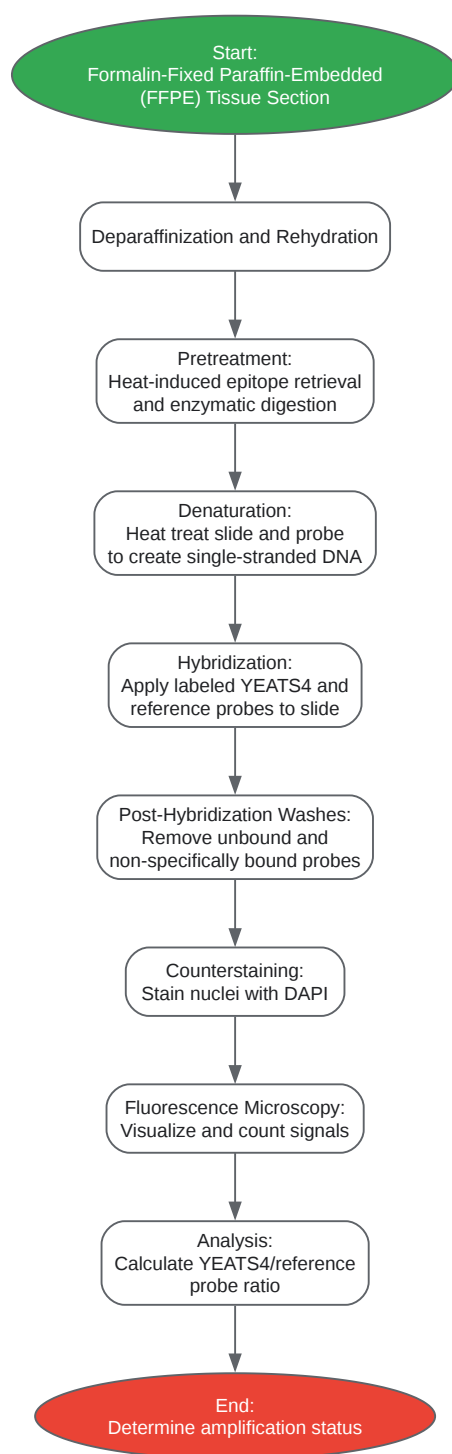 Start:
Formalin-Fixed Paraffin-Embedded
(FFPE) Tissue Section
Deparaffinization and Rehydration
Pretreatment:
Heat-induced epitope retrieval
and enzymatic digestion
Denaturation:
Heat treat slide and probe
to create single-stranded DNA
Hybridization:
Apply labeled YEATS4 and
reference probes to slide
Post-Hybridization Washes:
Remove unbound and
non-specifically bound probes
Counterstaining:
Stain nuclei with DAPI
Fluorescence Microscopy:
Visualize and count signals
Analysis:
Calculate YEATS4/reference
probe ratio
End:
Determine amplification status